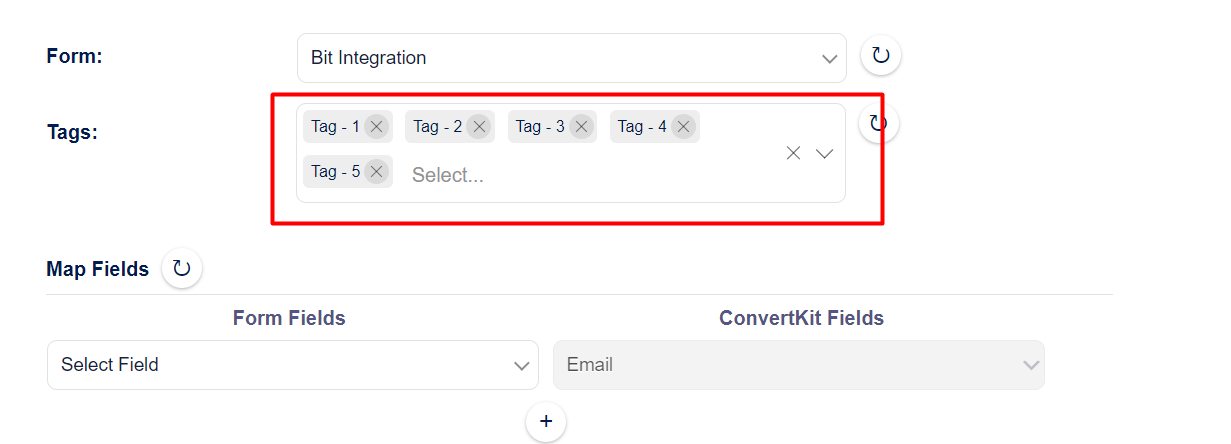 Form:
Bit Integration
Tags:
Tag - 1 Tag - 2 Tag - 3 Tag - 4
Tag - 5 Select...
Map Fields
Form Fields ConvertKit Fields
Select Field Email
+